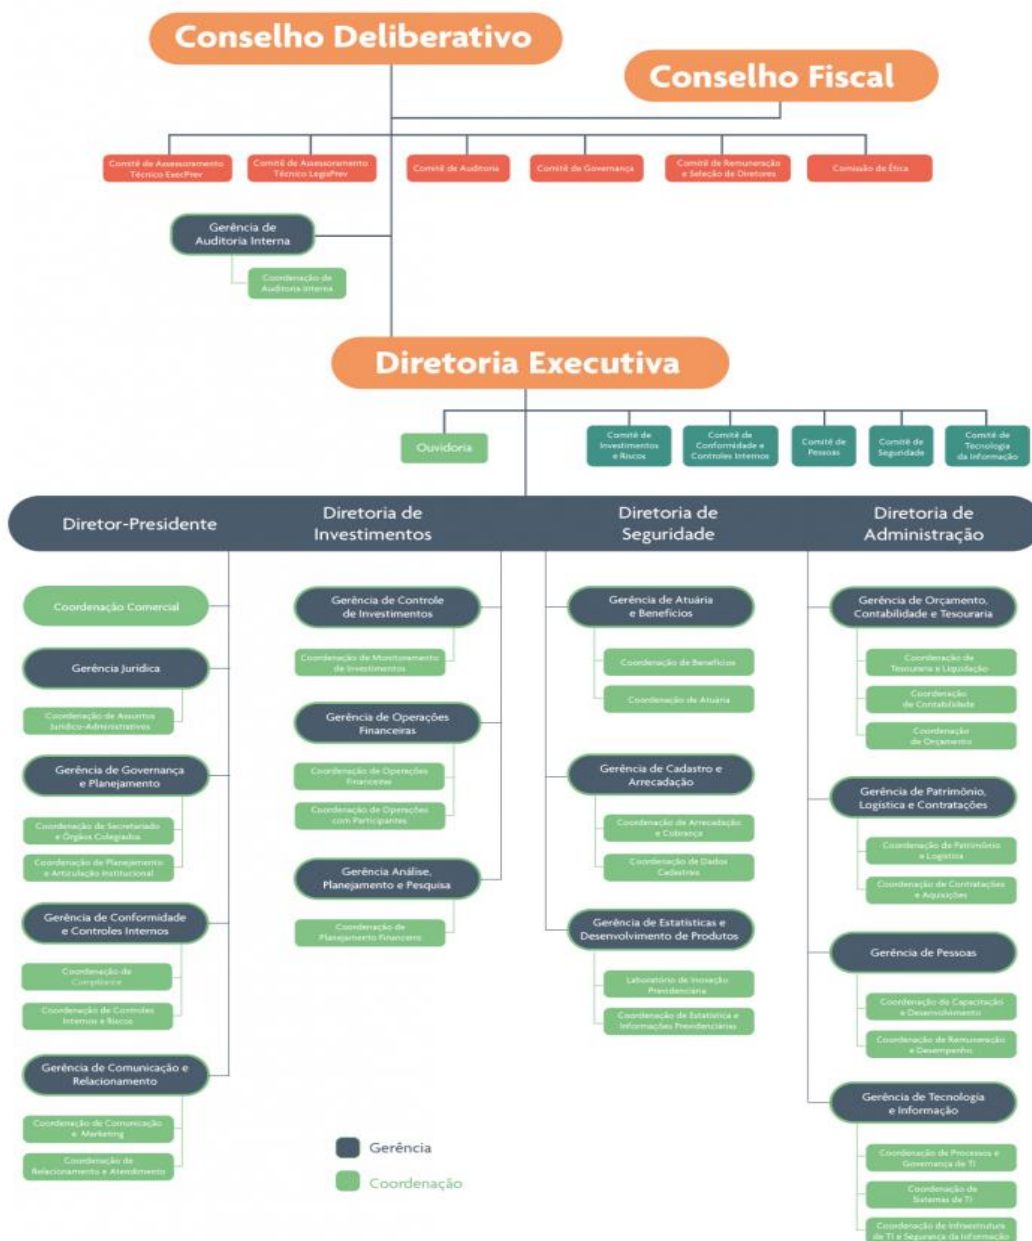 Conselho Deliberativo
Conselho Fiscal
Comitê de Assessoramento
Técnico ExecPrev
Comitê de Assessoramento
Técnico LegisPrev
Comitê de Auditoria
Comitê de Governança
Comitê de Remuneração
e Seleção de Diretores
Comissão de Ética
Gerência de
Auditoria Interna
Coordenação de
Auditoria Interna
Diretoria Executiva
Ouvidoria
Comitê de
Investimentos
e Riscos
Comitê de
Conformidade e
Controles Internos
Comitê de
Pessoas
Comitê de
Seguridade
Comitê de
Tecnologia
da Informação
Diretor-Presidente
Diretoria de
Investimentos
Diretoria de
Seguridade
Diretoria de
Administração
Coordenação Comercial
Gerência Jurídica
Coordenação de Assuntos
Jurídico-Administrativos
Gerência de Governança
e Planejamento
Coordenação de Secretariado
e Órgãos Colegiados
Coordenação de Planejamento
e Articulação Institucional
Gerência de Conformidade
e Controles Internos
Coordenação de
Compliance
Coordenação de Controles
Internos e Riscos
Gerência de Comunicação e
Relacionamento
Coordenação de Comunicação
e Marketing
Coordenação de
Relacionamento e Atendimento
Gerência de Controle
de Investimentos
Coordenação de Monitoramento
de Investimentos
Gerência de Operações
Financeiras
Coordenação de Operações
Financeiras
Coordenação de Operações
com Participantes
Gerência Análise,
Planejamento e Pesquisa
Coordenação de
Planejamento Financeiro
Gerência de Atuária
e Benefícios
Coordenação de Benefícios
Coordenação de Atuária
Gerência de Cadastro e
Arrecadação
Coordenação de Arrecadação
e Cobrança
Coordenação de Dados
Cadastrais
Gerência de Estatísticas e
Desenvolvimento de Produtos
Laboratório de Inovação
Previdenciária
Coordenação de Estatística e
Informações Previdenciárias
Gerência de Orçamento,
Contabilidade e Tesouraria
Coordenação de
Tesouraria e Liquidação
Coordenação
de Contabilidade
Coordenação
de Orçamento
Gerência de Patrimônio,
Logística e Contratações
Coordenação de Patrimônio
e Logística
Coordenação de Contratações
e Aquisições
Gerência de Pessoas
Coordenação de Capacitação
e Desenvolvimento
Coordenação de Remuneração
e Desempenho
Gerência de Tecnologia
e Informação
Coordenação de Processos e
Governança de TI
Coordenação de
Sistemas de TI
Coordenação de Infraestrutura
de TI e Segurança da Informação
Gerência
Coordenação